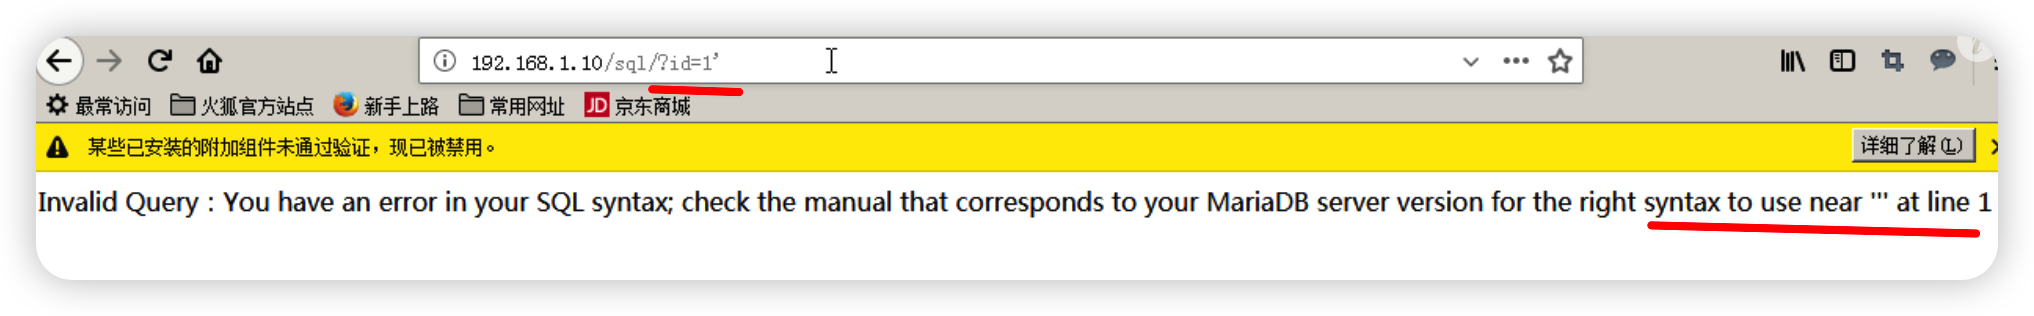 192.168.1.10/sql/?id=1'
最常访问 火狐官方站点 新手上路 常用网址 JD 京东商城
某些已安装的附加组件未通过验证，现已被禁用。 详细了解(L)
Invalid Query : You have an error in your SQL syntax; check the manual that corresponds to your MariaDB server version for the right syntax to use near ''' at line 1